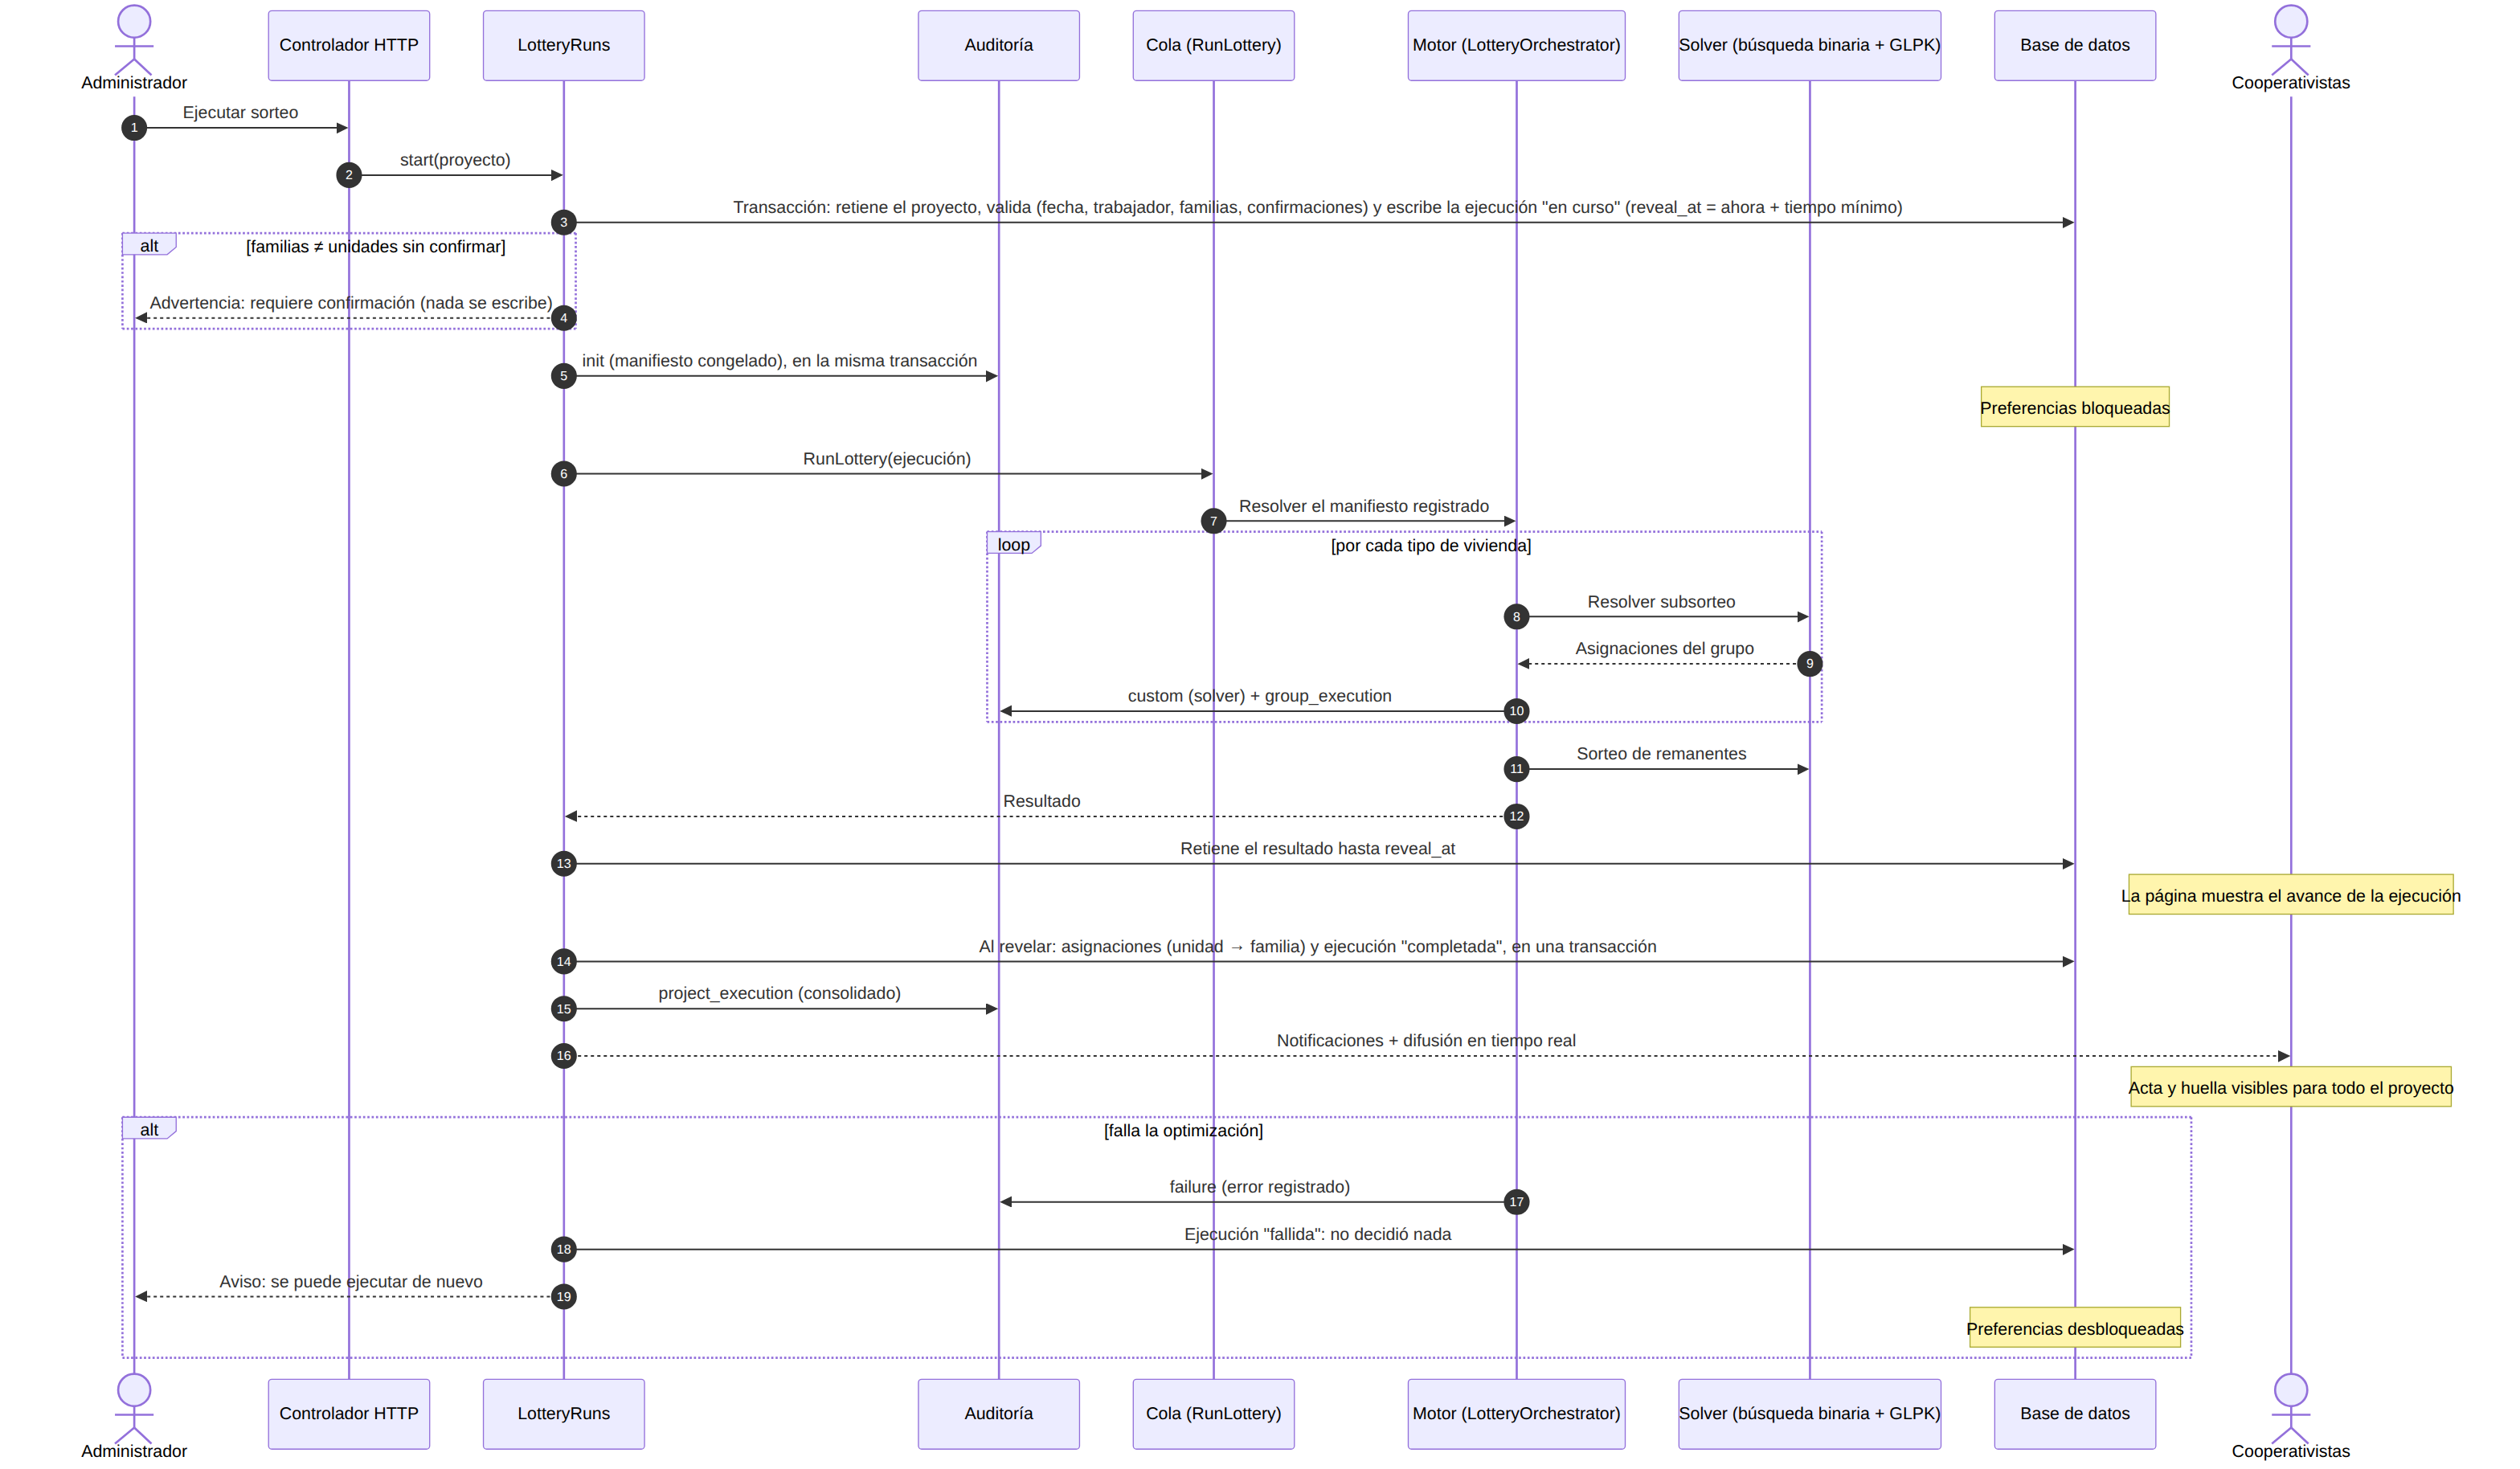 Administrador
Controlador HTTP
LotteryRuns
Auditoría
Cola (RunLottery)
Motor (LotteryOrchestrator)
Solver (búsqueda binaria + GLPK)
Base de datos
Cooperativistas
Ejecutar sorteo
1
start(proyecto)
2
Transacción: retiene el proyecto, valida (fecha, trabajador, familias, confirmaciones) y escribe la ejecución "en curso" (reveal_at = ahora + tiempo mínimo)
3
alt
[familias ≠ unidades sin confirmar]
Advertencia: requiere confirmación (nada se escribe)
4
init (manifiesto congelado), en la misma transacción
5
Preferencias bloqueadas
RunLottery(ejecución)
6
Resolver el manifiesto registrado
7
loop
[por cada tipo de vivienda]
Resolver subsorteo
8
Asignaciones del grupo
9
custom (solver) + group_execution
10
Sorteo de remanentes
11
Resultado
12
Retiene el resultado hasta reveal_at
13
La página muestra el avance de la ejecución
Al revelar: asignaciones (unidad → familia) y ejecución "completada", en una transacción
14
project_execution (consolidado)
15
Notificaciones + difusión en tiempo real
16
Acta y huella visibles para todo el proyecto
alt
[falla la optimización]
failure (error registrado)
17
Ejecución "fallida": no decidió nada
18
Aviso: se puede ejecutar de nuevo
19
Preferencias desbloqueadas
Administrador
Controlador HTTP
LotteryRuns
Auditoría
Cola (RunLottery)
Motor (LotteryOrchestrator)
Solver (búsqueda binaria + GLPK)
Base de datos
Cooperativistas